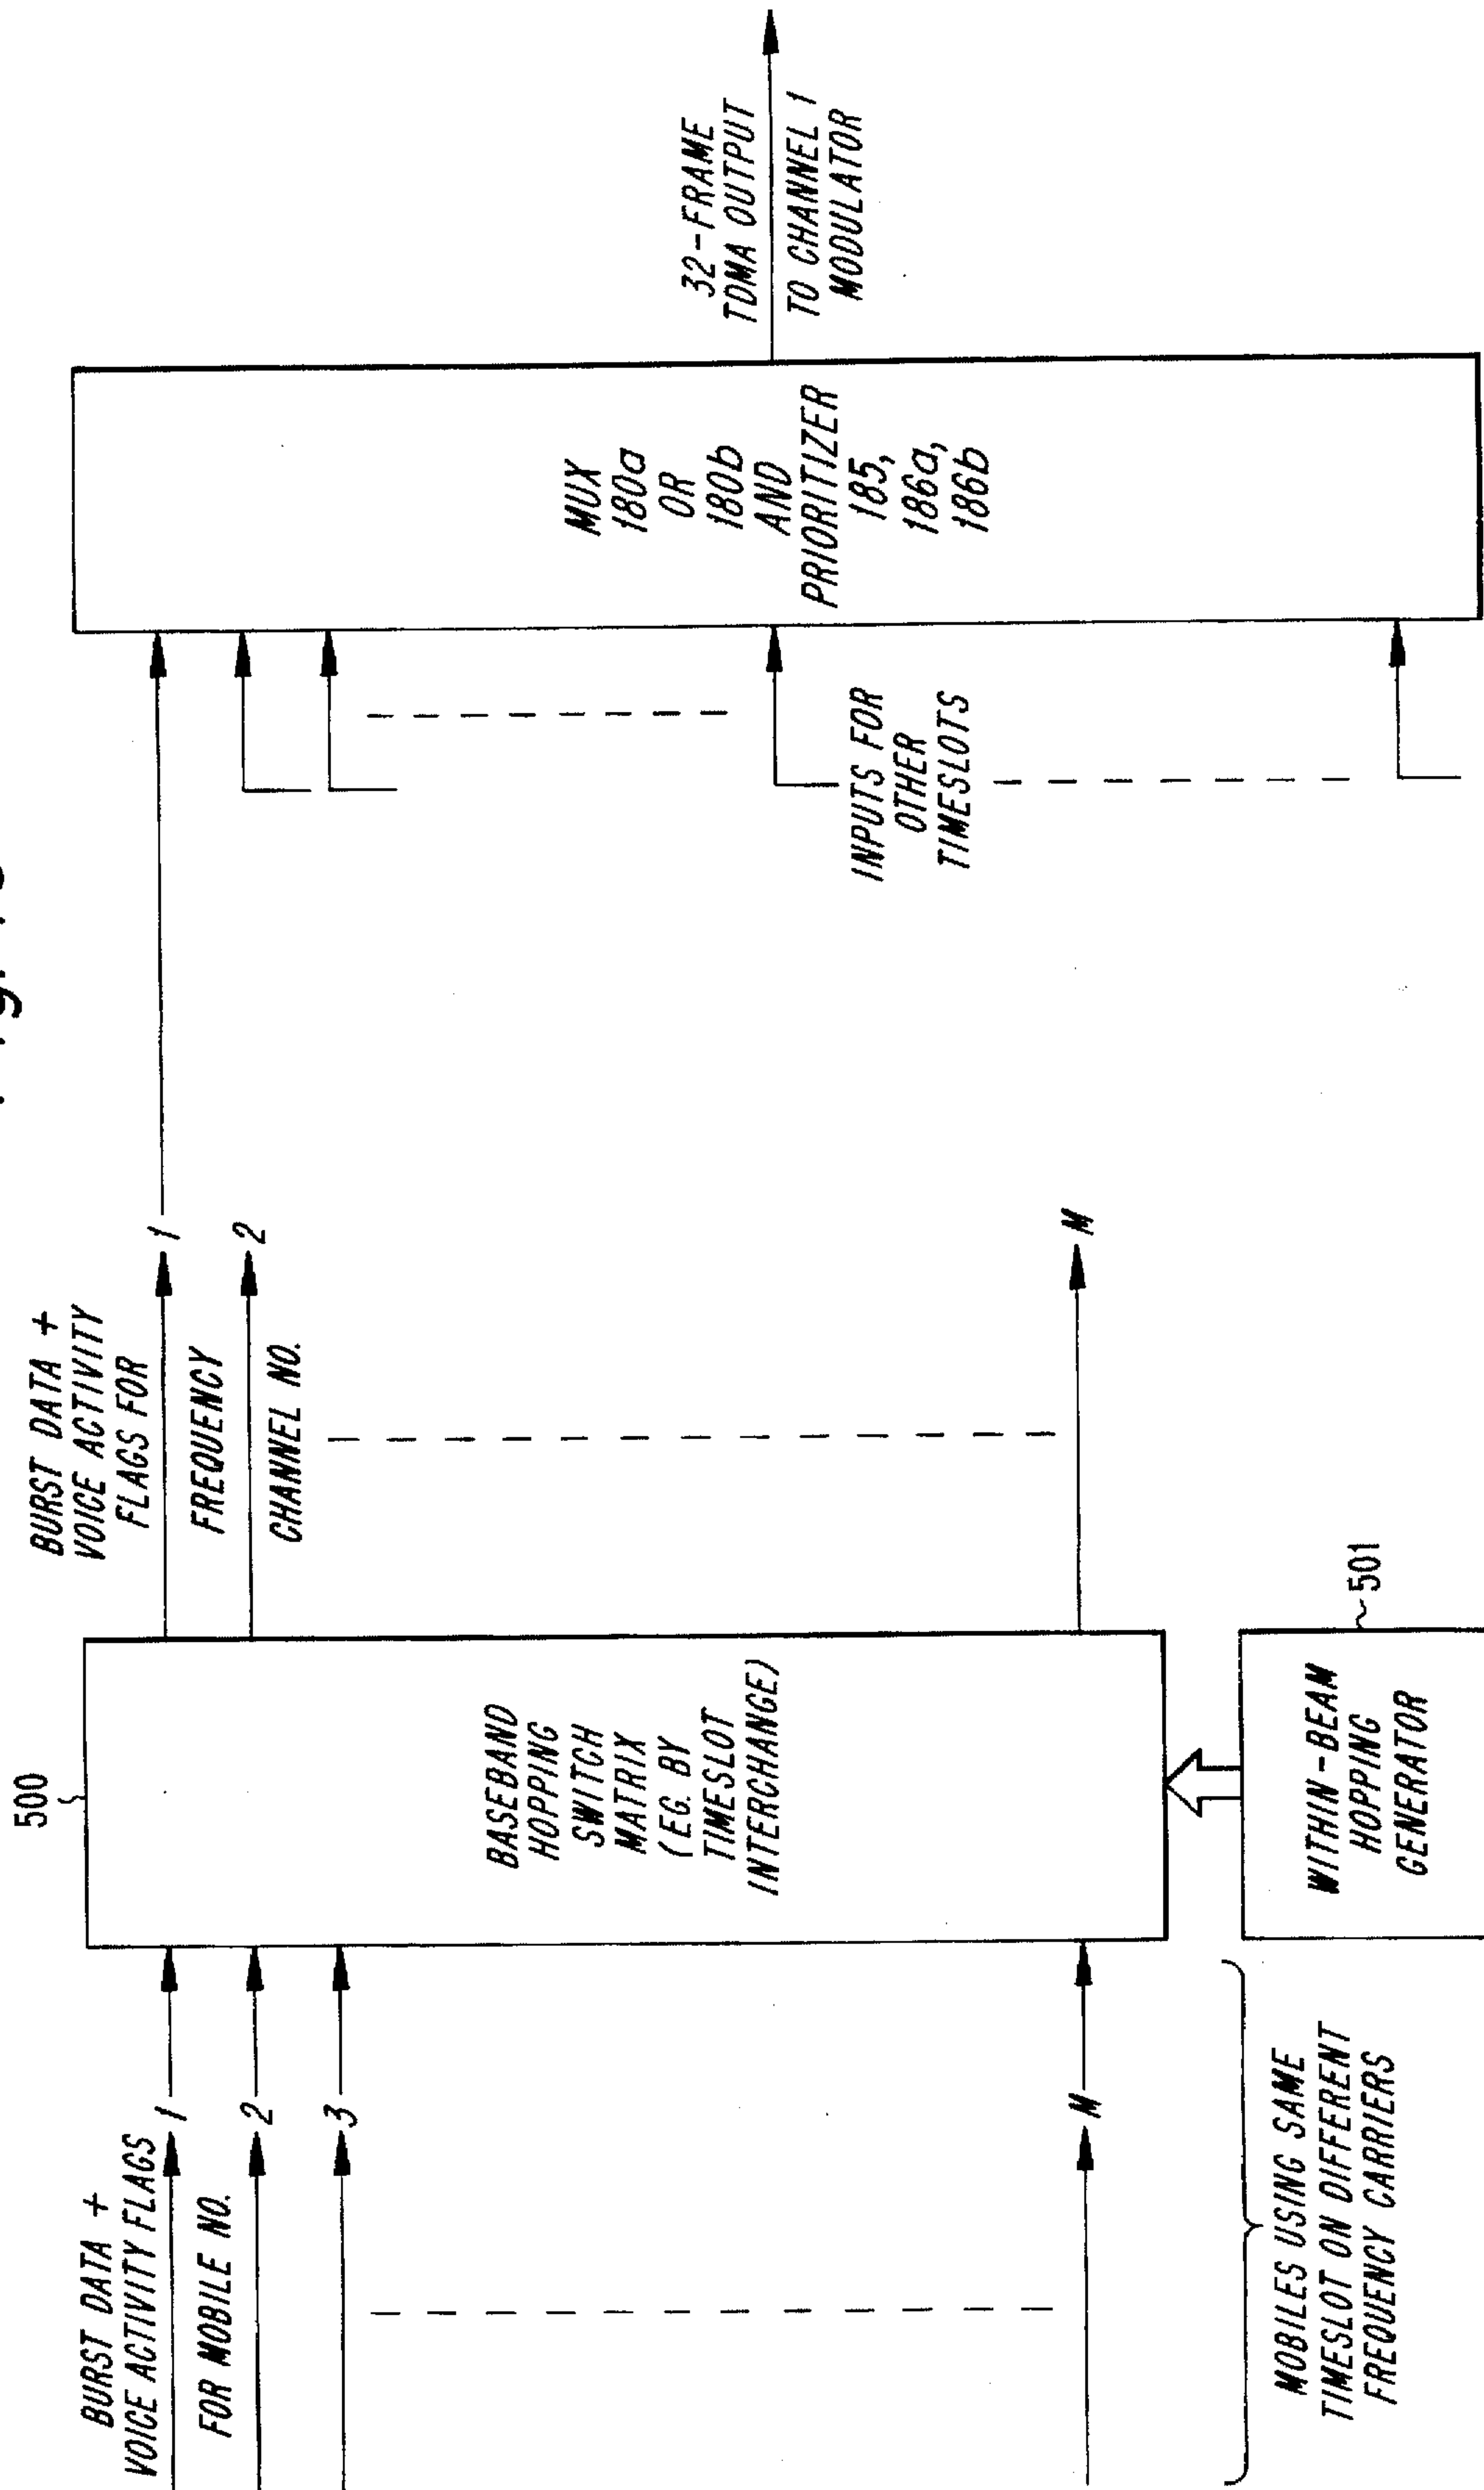 BURST DATA +
VOICE ACTIVITY FLAGS
1
FOR MOBILE NO.
2
3
M
MOBILES USING SAME
TIMESLOT ON DIFFERENT
FREQUENCY CARRIERS
500
BASEBAND
HOPPING
SWITCH
MATRIX
(EG. BY
TIMESLOT
INTERCHANGE)
WITHIN-BEAM
HOPPING
GENERATOR
501
BURST DATA +
VOICE ACTIVITY
FLAGS FOR
1
FREQUENCY
2
CHANNEL NO.
M
INPUTS FOR
OTHER
TIMESLOTS
MUX
180a
OR
180b
AND
PRIORITIZER
185,
186a,
186b
32-FRAME
TDMA OUTPUT
TO CHANNEL 1
MODULATOR